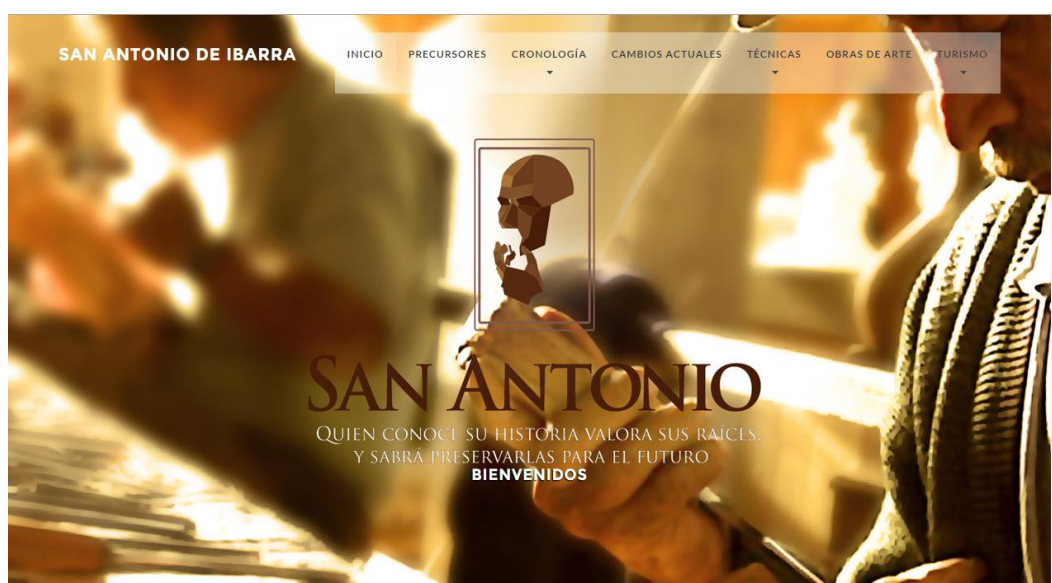 SAN ANTONIO DE IBARRA
INICIO PRECURSORES CRONOLOGÍA CAMBIOS ACTUALES TÉCNICAS OBRAS DE ARTE TURISMO
SAN ANTONIO
QUIEN CONOCE SU HISTORIA VALORA SUS RAÍCES.
Y SABRÁ PRESERVARLAS PARA EL FUTURO
BIENVENIDOS